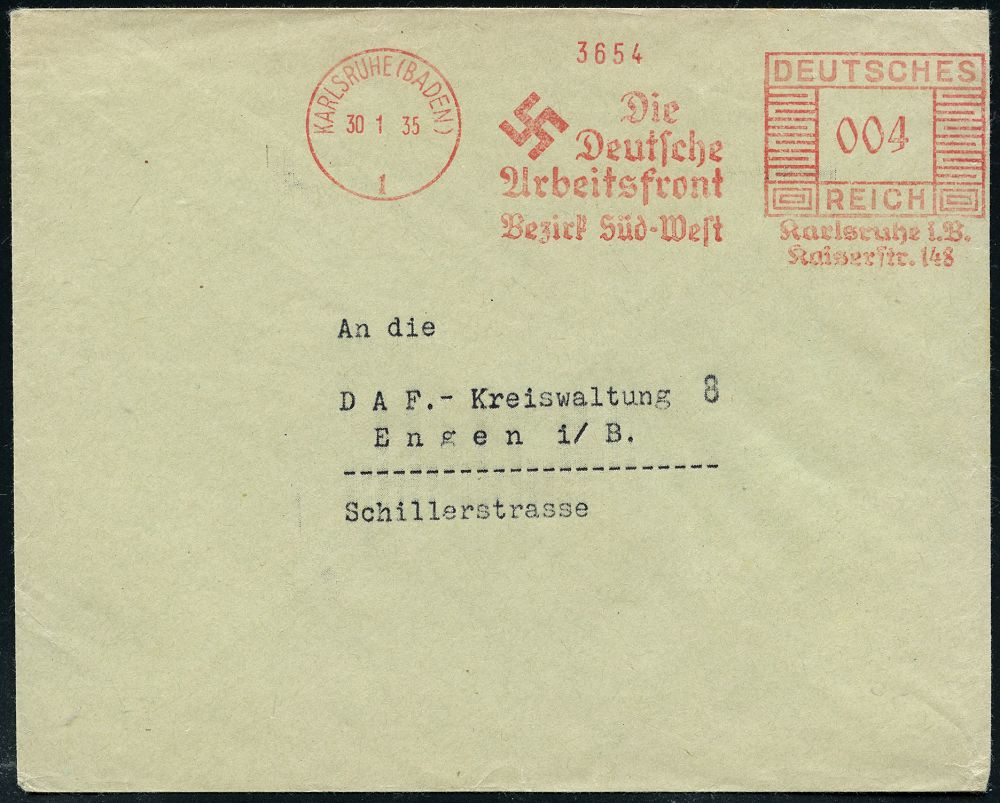 KARLSRUHE (BADEN)
30 1 35
1
3654
Die
Deutsche
Arbeitsfront
Bezirk Süd-West
DEUTSCHES
004
REICH
Karlsruhe i.B.
Kaiserstr. 148
An die
D A F.- Kreiswaltung 8
E n g e n i/ B.
-----------------------
Schillerstrasse